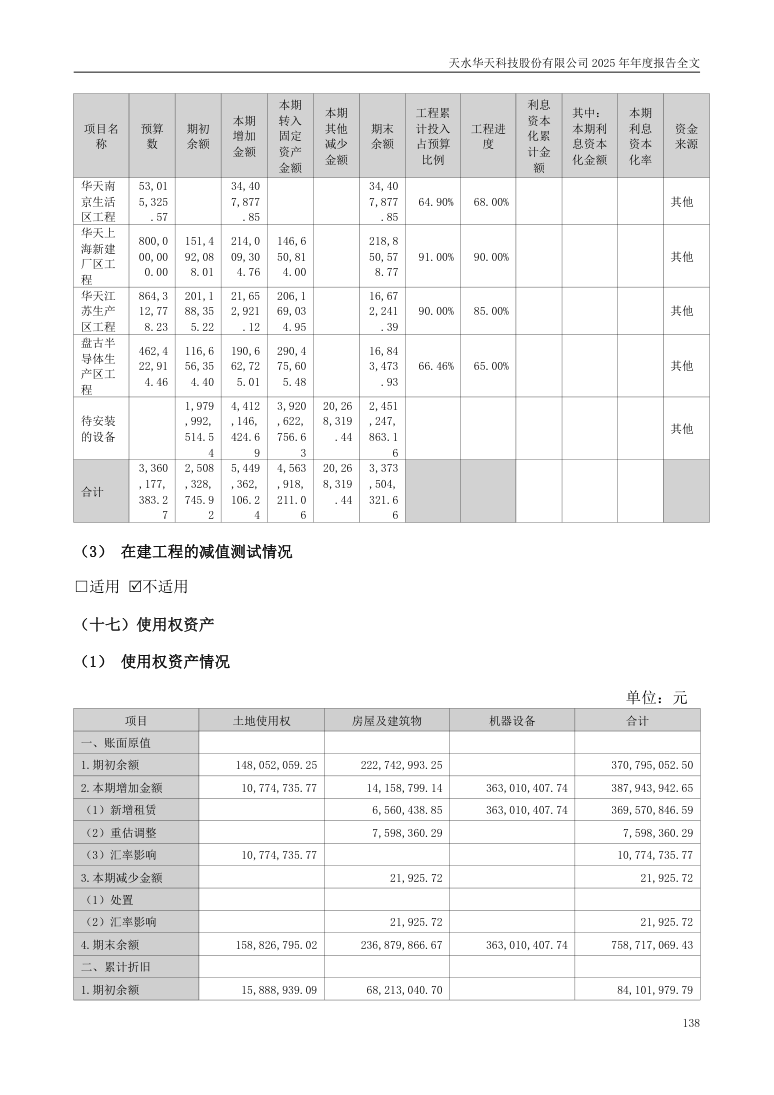 天水华天科技股份有限公司 2025 年年度报告全文
项目名称 预算数 期初余额 本期增加金额 本期转入固定资产金额 本期其他减少金额 期末余额 工程累计投入占预算比例 工程进度 利息资本化累计金额 其中：本期利息资本化金额 本期利息资本化率 资金来源
华天南京生活区工程 53,015,325.57 34,407,877.85 34,407,877.85 64.90% 68.00% 其他
华天上海新建厂区工程 800,000,000.00 151,492,088.01 214,009,304.76 146,650,814.00 218,850,578.77 91.00% 90.00% 其他
华天江苏生产区工程 864,312,778.23 201,188,355.22 21,652,921.12 206,169,034.95 16,672,241.39 90.00% 85.00% 其他
盘古半导体生产区工程 462,422,914.46 116,656,354.40 190,662,725.01 290,475,605.48 16,843,473.93 66.46% 65.00% 其他
待安装的设备 1,979,992,514.54 4,412,146,424.69 3,920,622,756.63 20,268,319.44 2,451,247,863.16 其他
合计 3,360,177,383.27 2,508,328,745.92 5,449,362,106.24 4,563,918,211.06 20,268,319.44 3,373,504,321.66
（3） 在建工程的减值测试情况
□适用 ☑不适用
（十七）使用权资产
（1） 使用权资产情况
单位：元
项目 土地使用权 房屋及建筑物 机器设备 合计
一、账面原值
1.期初余额 148,052,059.25 222,742,993.25 370,795,052.50
2.本期增加金额 10,774,735.77 14,158,799.14 363,010,407.74 387,943,942.65
（1）新增租赁 6,560,438.85 363,010,407.74 369,570,846.59
（2）重估调整 7,598,360.29 7,598,360.29
（3）汇率影响 10,774,735.77 10,774,735.77
3.本期减少金额 21,925.72 21,925.72
（1）处置
（2）汇率影响 21,925.72 21,925.72
4.期末余额 158,826,795.02 236,879,866.67 363,010,407.74 758,717,069.43
二、累计折旧
1.期初余额 15,888,939.09 68,213,040.70 84,101,979.79
138